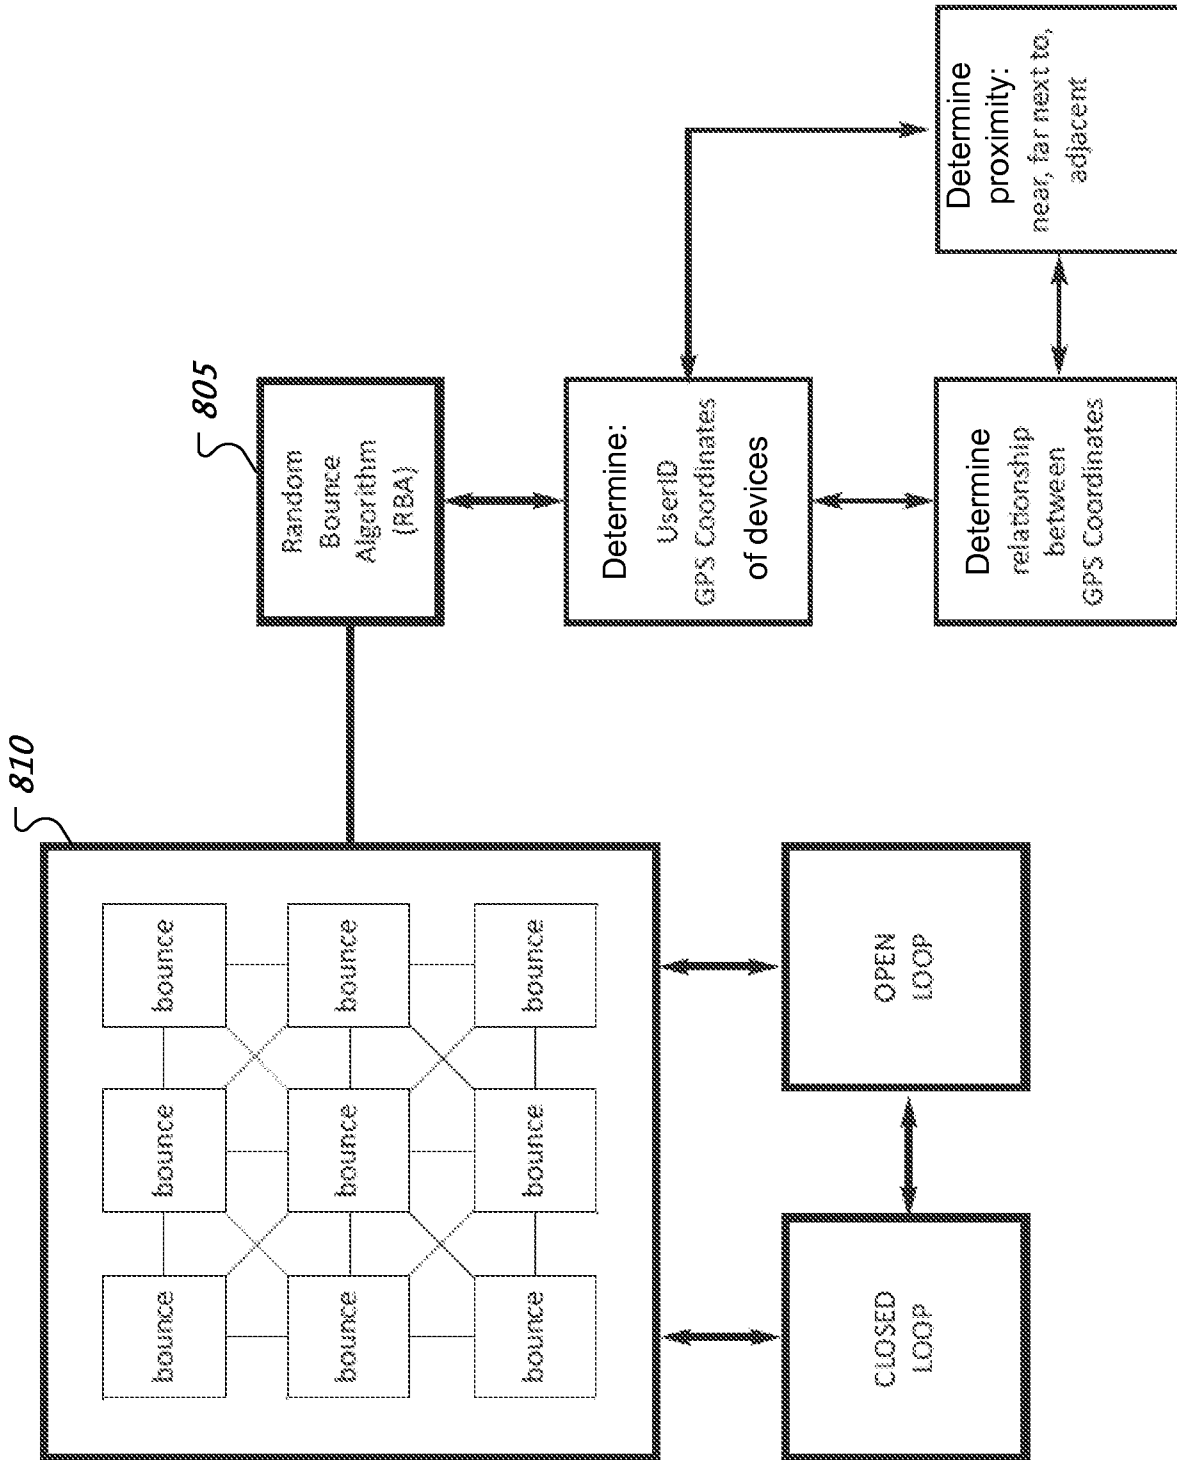 810
bounce
bounce
bounce
bounce
bounce
bounce
bounce
bounce
bounce
CLOSED
LOOP
OPEN
LOOP
805
Random
Bounce
Algorithm
(RBA)
Determine:
UserID
GPS Coordinates
of devices
Determine
relationship
between
GPS Coordinates
Determine
proximity:
near, far next to,
adjacent